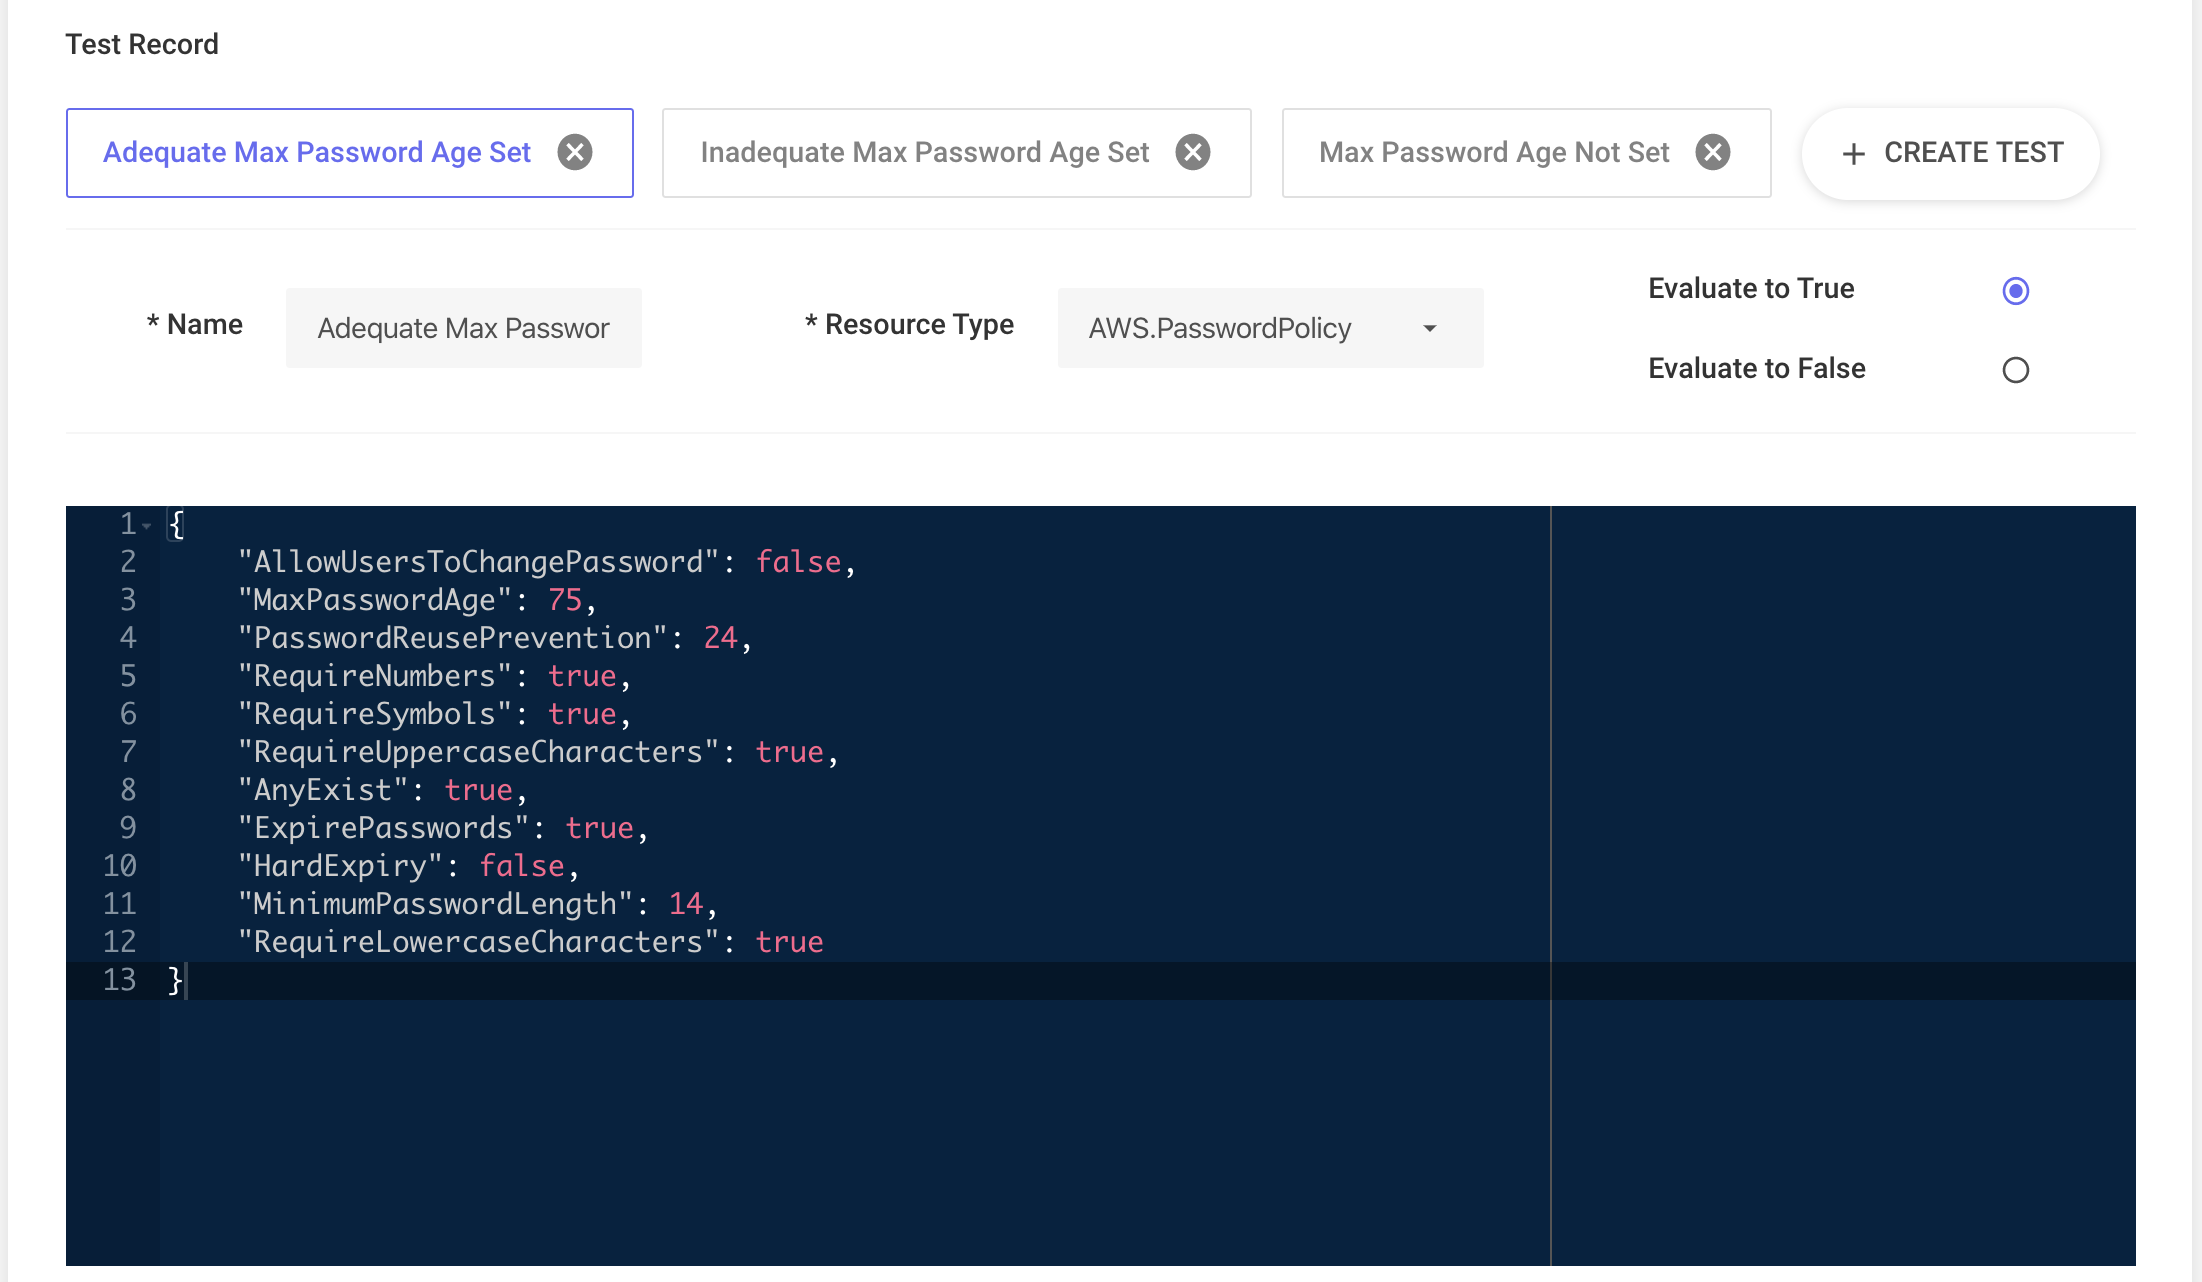 Test Record
Adequate Max Password Age Set
Inadequate Max Password Age Set
Max Password Age Not Set
+ CREATE TEST
* Name
Adequate Max Passwor
* Resource Type
AWS.PasswordPolicy
Evaluate to True
Evaluate to False
1 {
2 "AllowUsersToChangePassword": false,
3 "MaxPasswordAge": 75,
4 "PasswordReusePrevention": 24,
5 "RequireNumbers": true,
6 "RequireSymbols": true,
7 "RequireUppercaseCharacters": true,
8 "AnyExist": true,
9 "ExpirePasswords": true,
10 "HardExpiry": false,
11 "MinimumPasswordLength": 14,
12 "RequireLowercaseCharacters": true
13 }